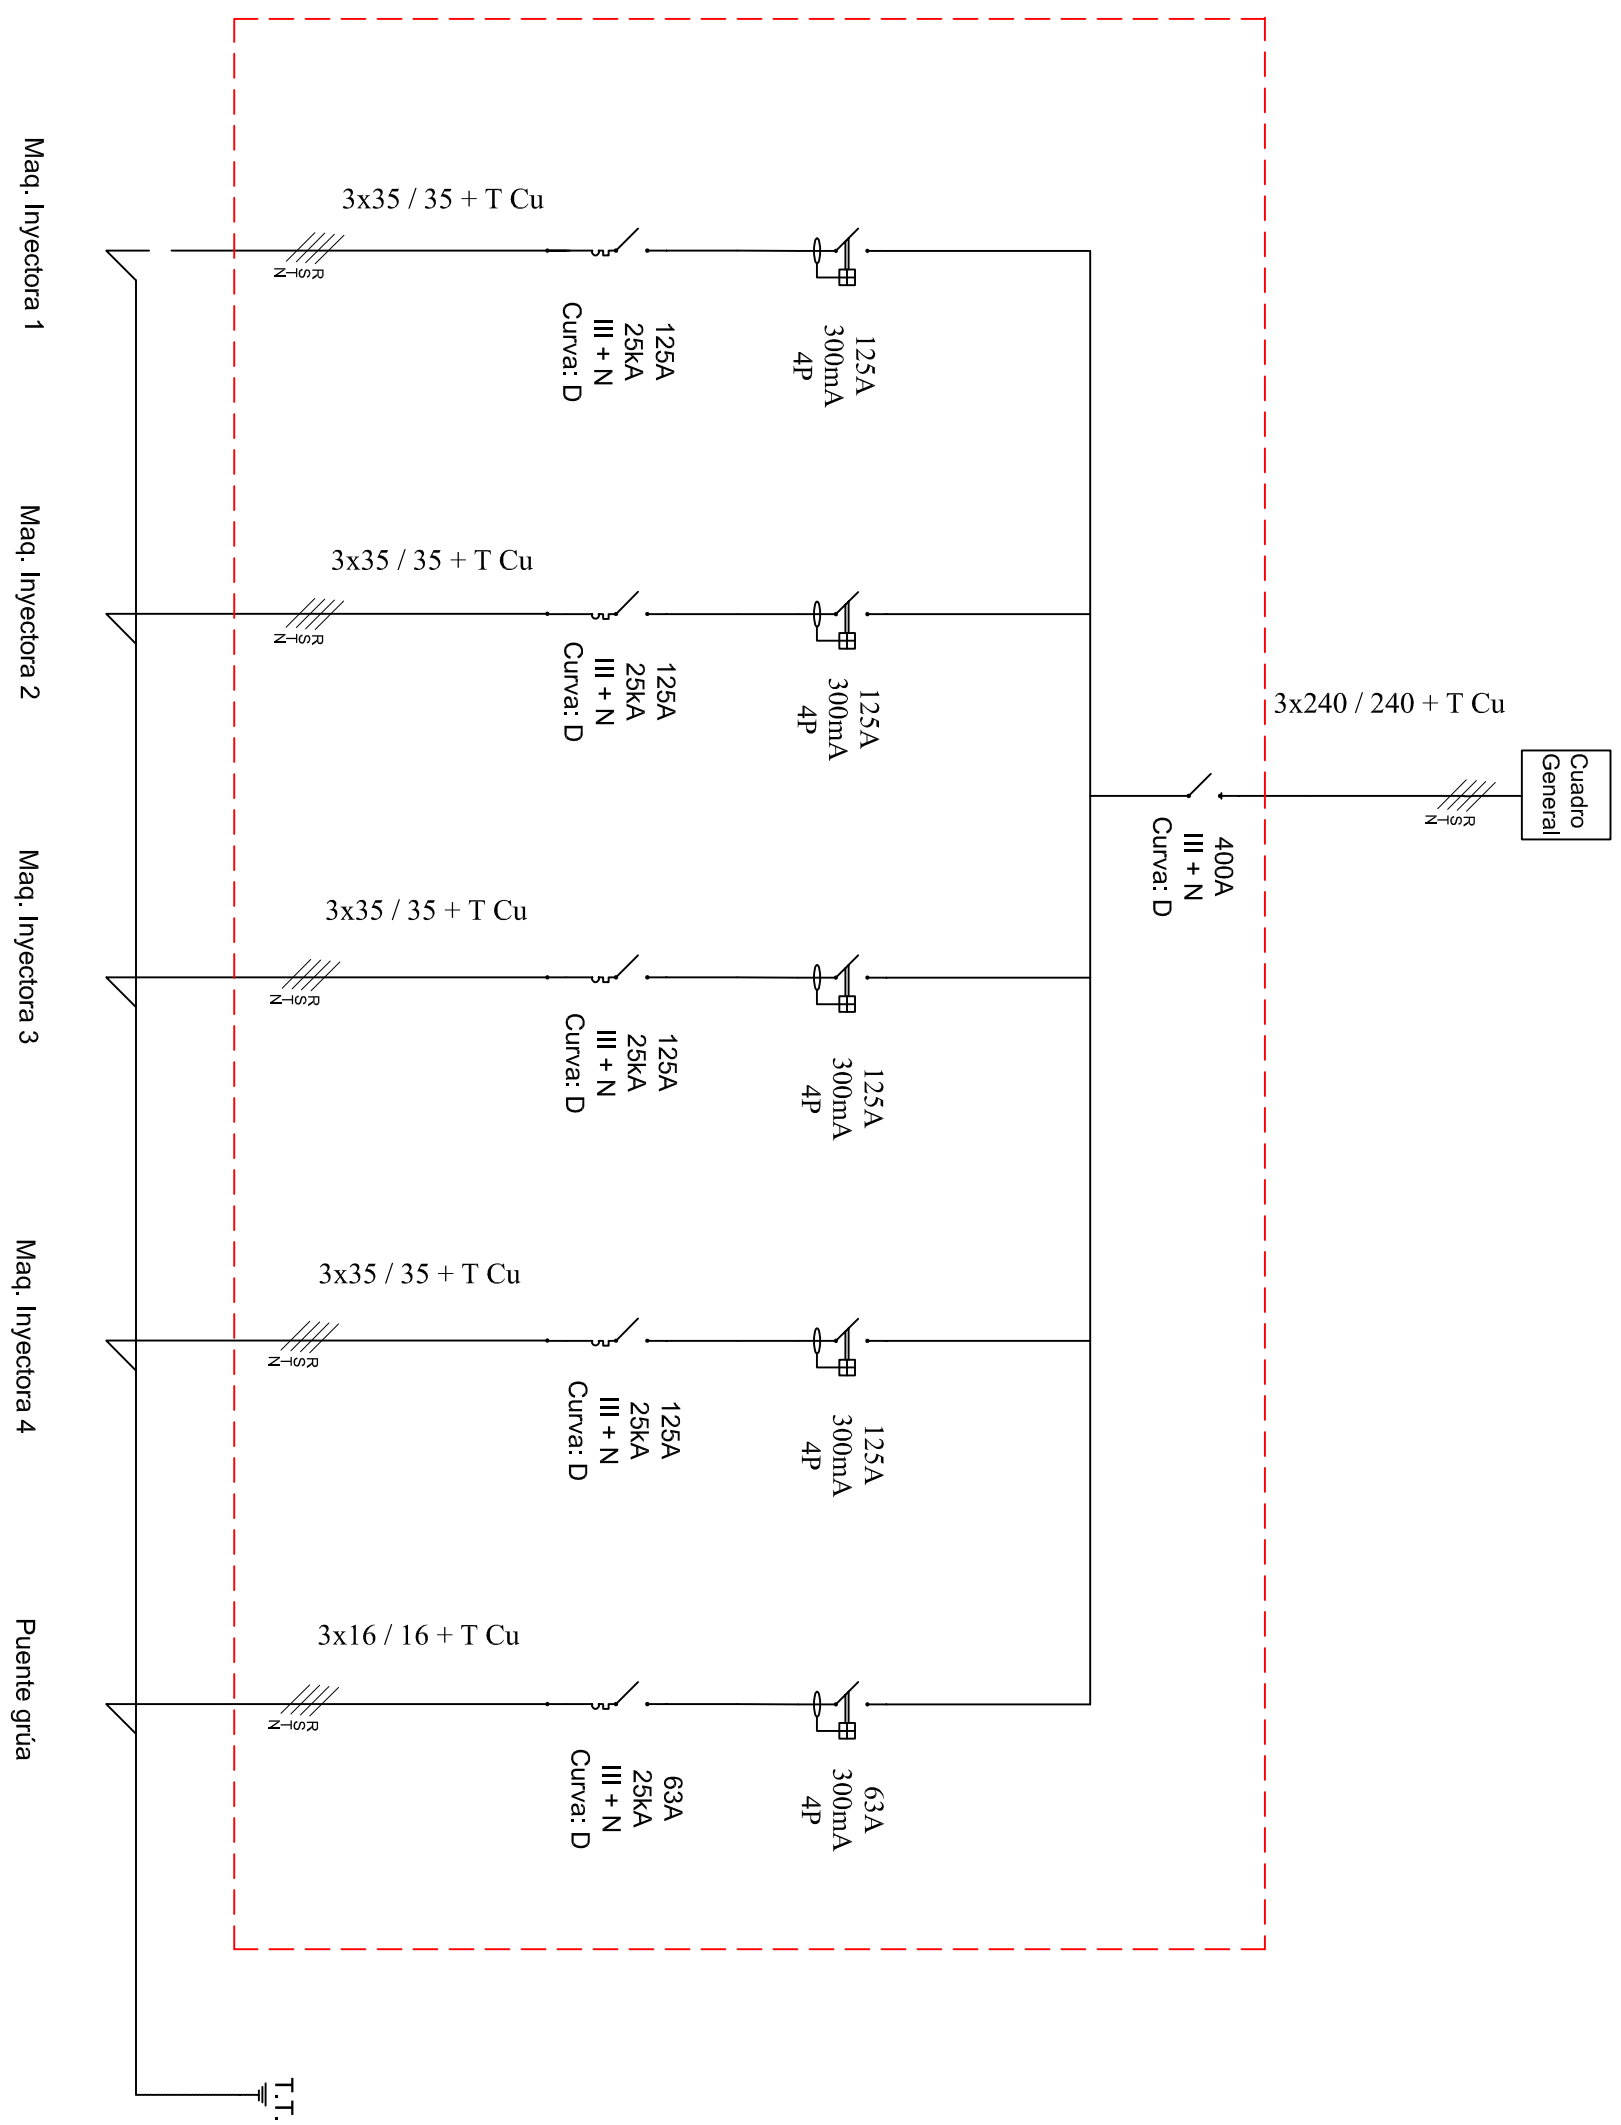 Cuadro
General
R
S
T
N
3x240 / 240 + T Cu
400A
III + N
Curva: D
125A
300mA
4P
125A
25kA
III + N
Curva: D
3x35 / 35 + T Cu
R
S
T
N
Maq. Inyectora 1
125A
300mA
4P
125A
25kA
III + N
Curva: D
3x35 / 35 + T Cu
R
S
T
N
Maq. Inyectora 2
125A
300mA
4P
125A
25kA
III + N
Curva: D
3x35 / 35 + T Cu
R
S
T
N
Maq. Inyectora 3
125A
300mA
4P
125A
25kA
III + N
Curva: D
3x35 / 35 + T Cu
R
S
T
N
Maq. Inyectora 4
63A
300mA
4P
63A
25kA
III + N
Curva: D
3x16 / 16 + T Cu
R
S
T
N
Puente grúa
T.T.